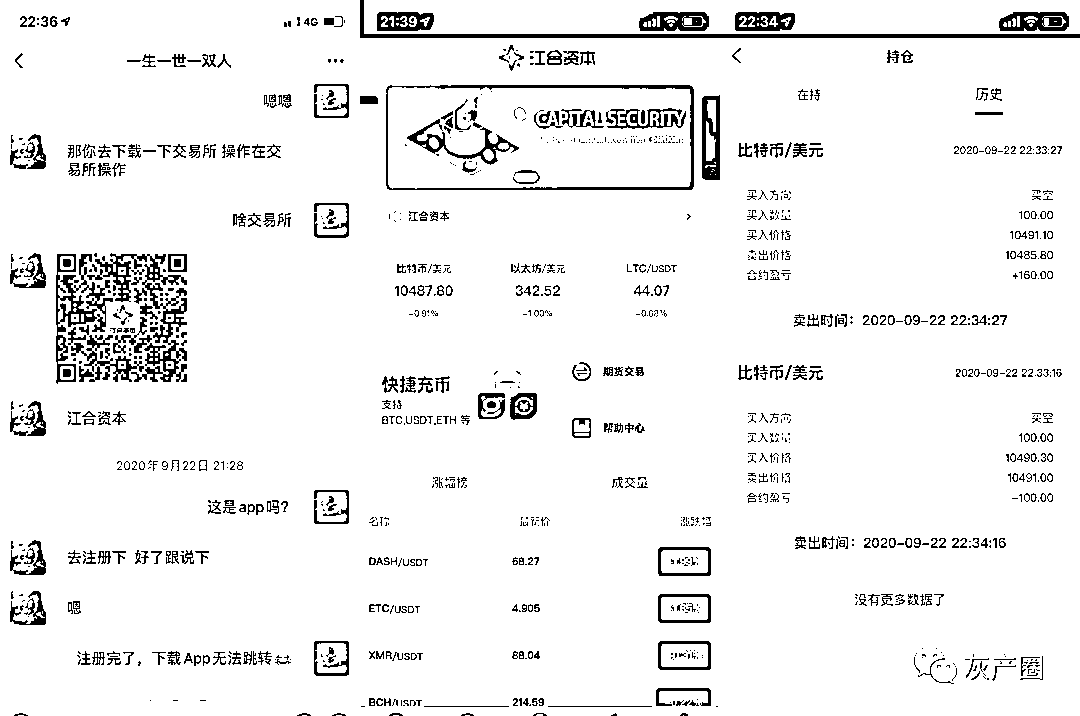 22:36
4G
一生一世一双人
嗯嗯
那你去下载一下交易所 操作在交
易所操作
啥交易所
江合资本
2020年9月22日 21:28
这是app吗?
去注册下 好了跟说下
嗯
注册完了，下载App无法跳转
21:39
江合资本
CAPITAL SECURITY
江合资本
比特币/美元
以太坊/美元
LTC/USDT
10487.80
342.52
44.07
-0.91%
-1.00%
-0.68%
快捷充币
支持
BTC,USDT,ETH 等
期货交易
帮助中心
涨幅榜
成交量
名称
最新价
涨跌幅
DASH/USDT
68.27
ETC/USDT
4.905
XMR/USDT
88.04
BCH/USDT
214.59
22:34
持仓
在持
历史
比特币/美元
2020-09-22 22:33:27
买入方向
买空
买入数量
100.00
买入价格
10491.10
卖出价格
10485.80
合约盈亏
+160.00
卖出时间：2020-09-22 22:34:27
比特币/美元
2020-09-22 22:33:16
买入方向
买空
买入数量
100.00
买入价格
10490.30
卖出价格
10491.00
合约盈亏
-100.00
卖出时间：2020-09-22 22:34:16
没有更多数据了
灰产圈